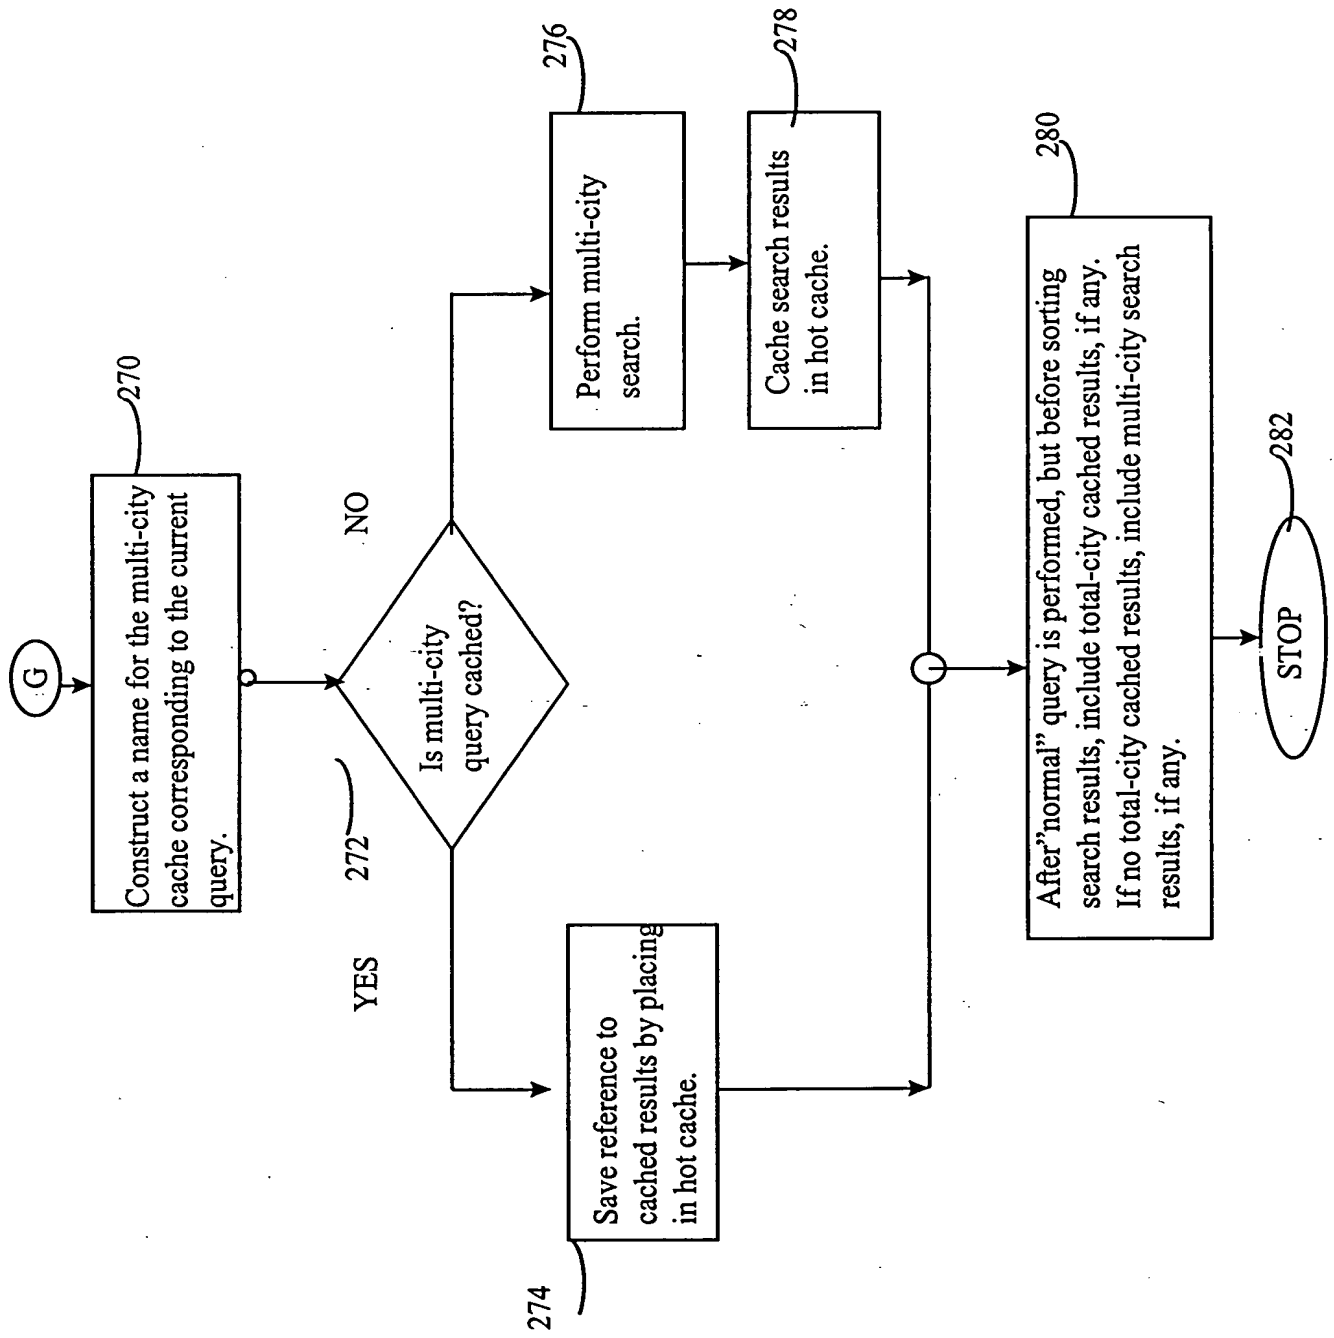 G
270
Construct a name for the multi-city
cache corresponding to the current
query.
272
Is multi-city
query cached?
YES
NO
274
Save reference to
cached results by placing
in hot cache.
276
Perform multi-city
search.
278
Cache search results
in hot cache.
280
After"normal" query is performed, but before sorting
search results, include total-city cached results, if any.
If no total-city cached results, include multi-city search
results, if any.
282
STOP